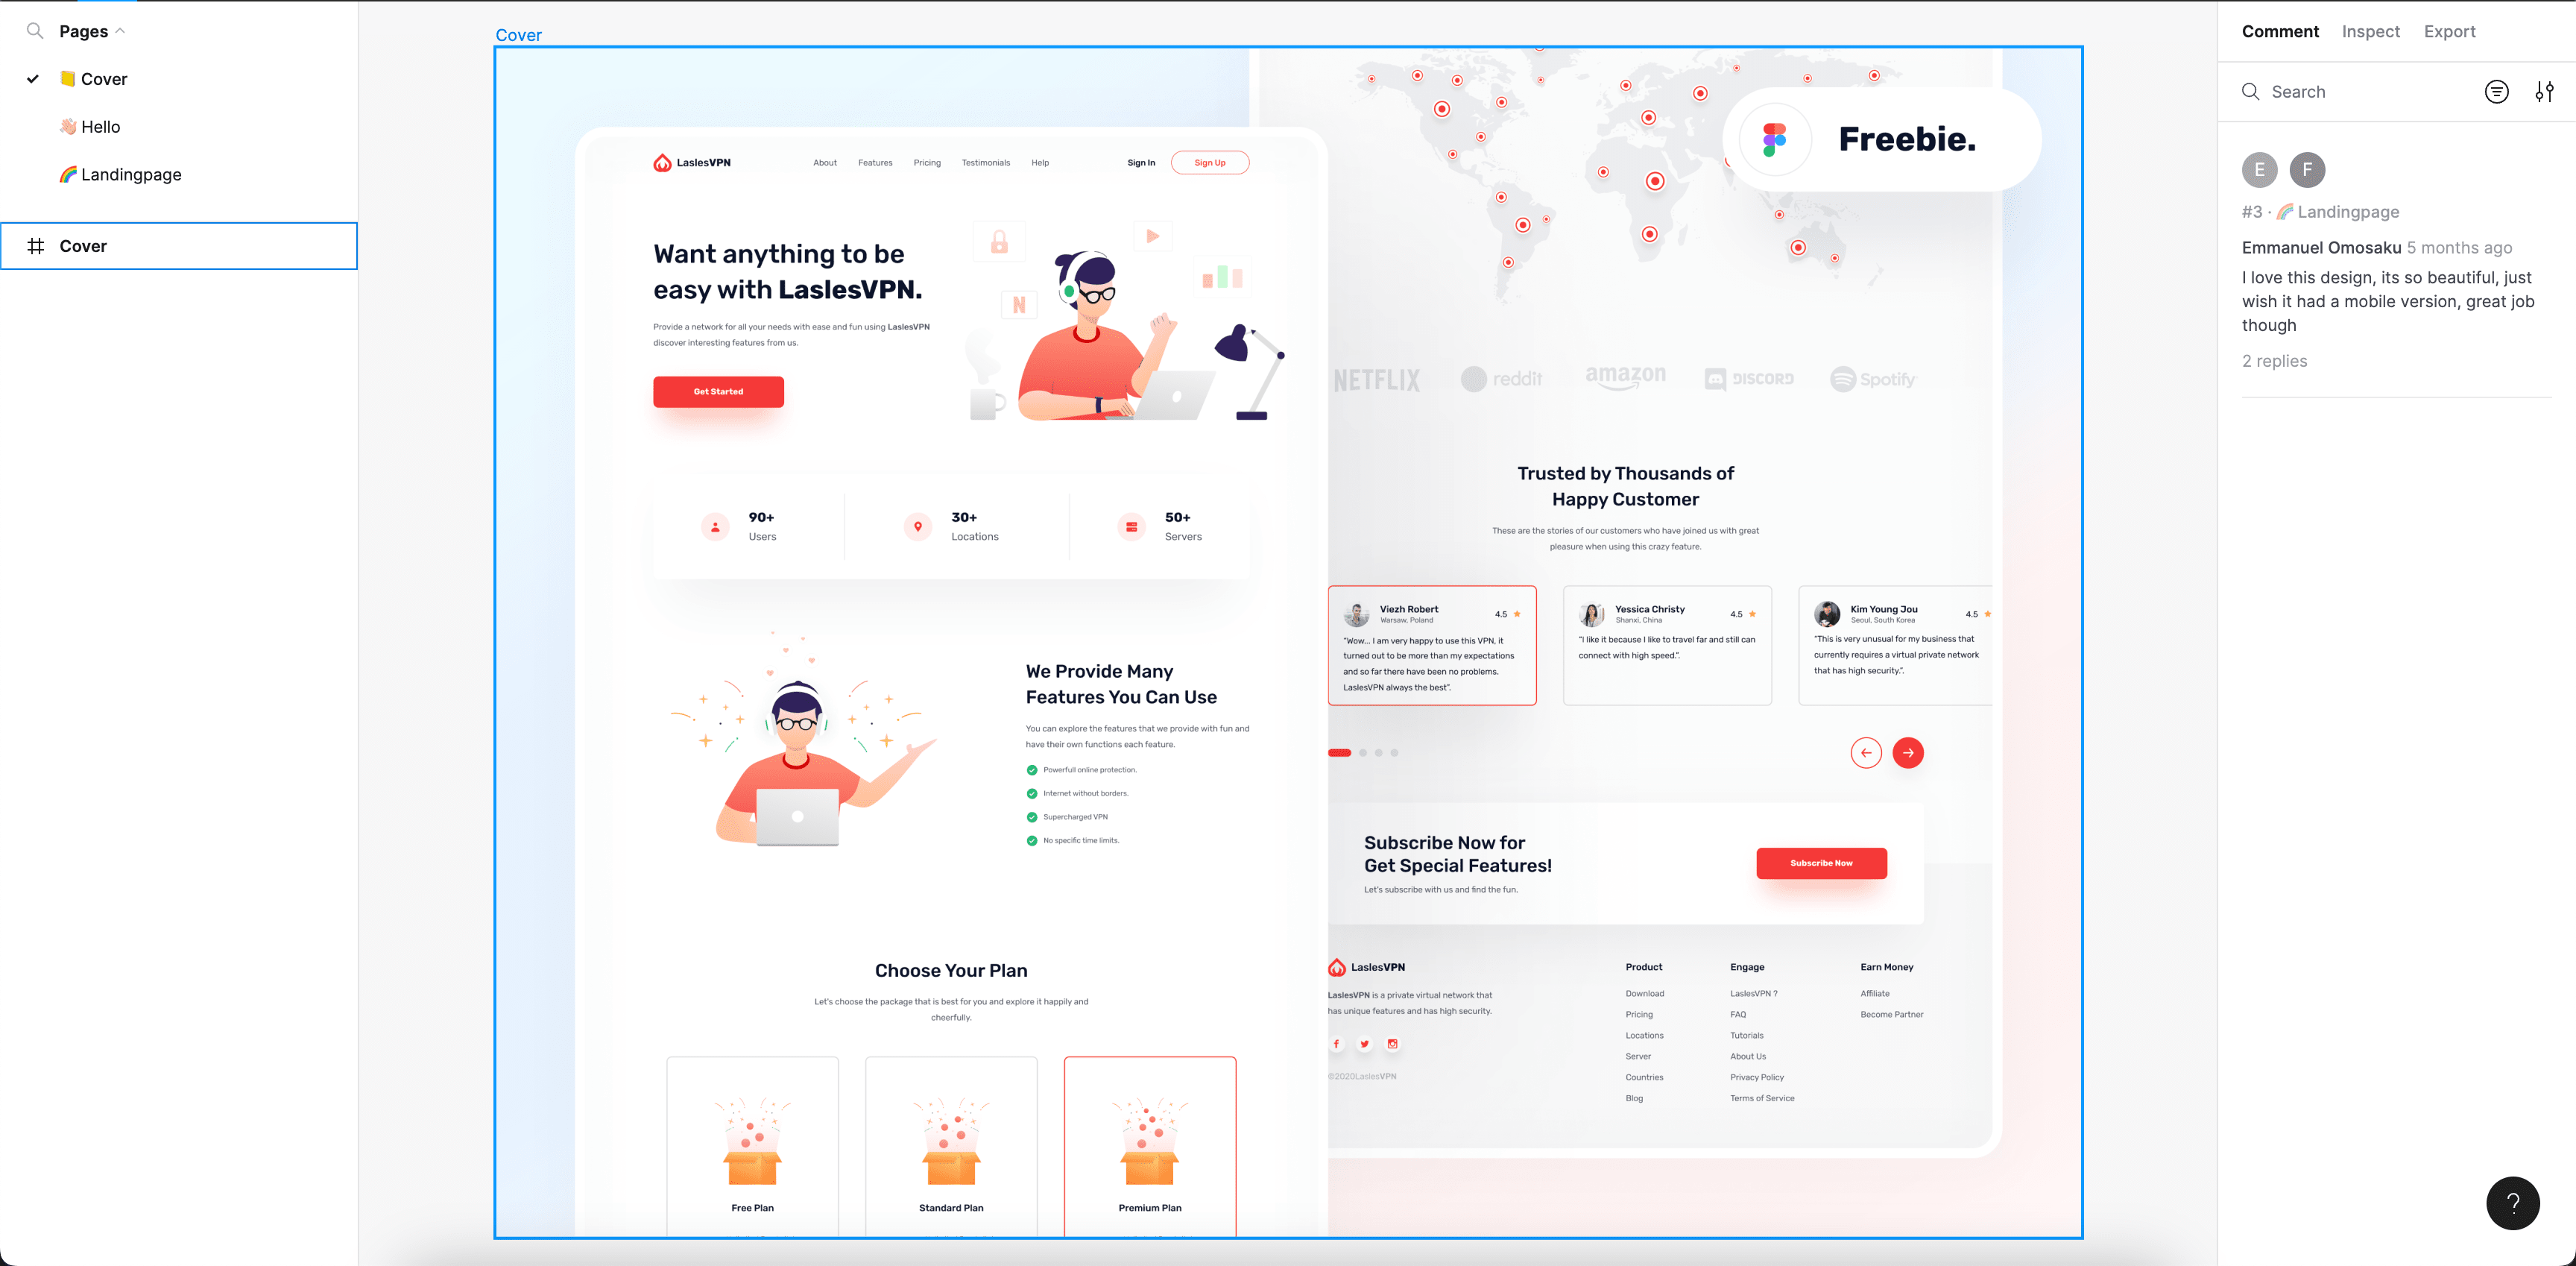 Pages
Cover
Hello
Landingpage
Cover
Cover
LaslesVPN
About
Features
Pricing
Testimonials
Help
Sign In
Sign Up
Want anything to be
easy with LaslesVPN.
Provide a network for all your needs with ease and fun using LaslesVPN
discover interesting features from us.
Get Started
N
90+
Users
30+
Locations
50+
Servers
We Provide Many
Features You Can Use
You can explore the features that we provide with fun and
have their own functions each feature.
Powerfull online protection.
Internet without borders.
Supercharged VPN
No specific time limits.
Choose Your Plan
Let's choose the package that is best for you and explore it happily and
cheerfully.
Free Plan
Standard Plan
Premium Plan
Freebie.
NETFLIX
reddit
amazon
DISCORD
Spotify
Trusted by Thousands of
Happy Customer
These are the stories of our customers who have joined us with great
pleasure when using this crazy feature.
Viezh Robert
Warsaw, Poland
4.5
"Wow... I am very happy to use this VPN, it
turned out to be more than my expectations
and so far there have been no problems.
LaslesVPN always the best".
Yessica Christy
Shanxi, China
4.5
"I like it because I like to travel far and still can
connect with high speed.".
Kim Young Jou
Seoul, South Korea
4.5
"This is very unusual for my business that
currently requires a virtual private network
that has high security.".
Subscribe Now for
Get Special Features!
Let's subscribe with us and find the fun.
Subscribe Now
LaslesVPN
LaslesVPN is a private virtual network that
has unique features and has high security.
©2020LaslesVPN
Product
Download
Pricing
Locations
Server
Countries
Blog
Engage
LaslesVPN ?
FAQ
Tutorials
About Us
Privacy Policy
Terms of Service
Earn Money
Affiliate
Become Partner
Comment
Inspect
Export
Search
E
F
#3 · Landingpage
Emmanuel Omosaku 5 months ago
I love this design, its so beautiful, just
wish it had a mobile version, great job
though
2 replies
?